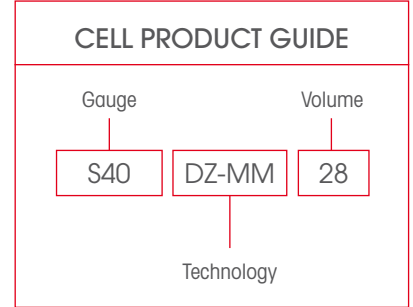 CELL PRODUCT GUIDE
Gauge Volume
S40 DZ-MM 28
Technology